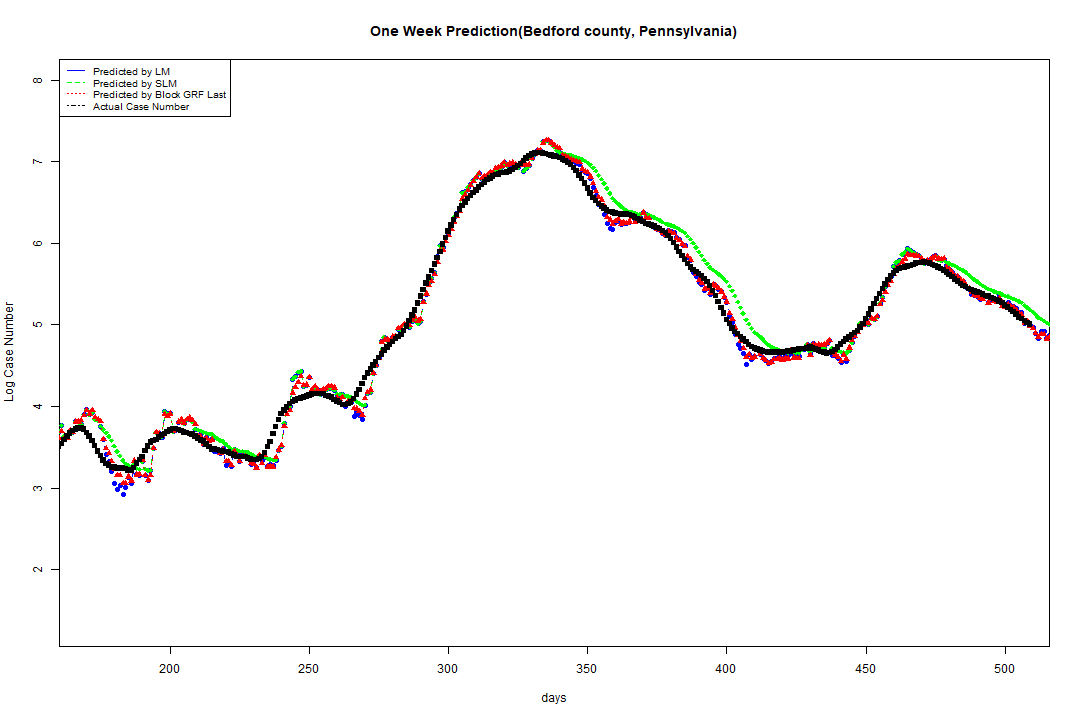 One Week Prediction(Bedford county, Pennsylvania)
Predicted by LM
Predicted by SLM
Predicted by Block GRF Last
Actual Case Number
Log Case Number
8
7
6
5
4
3
2
200 250 300 350 400 450 500
days